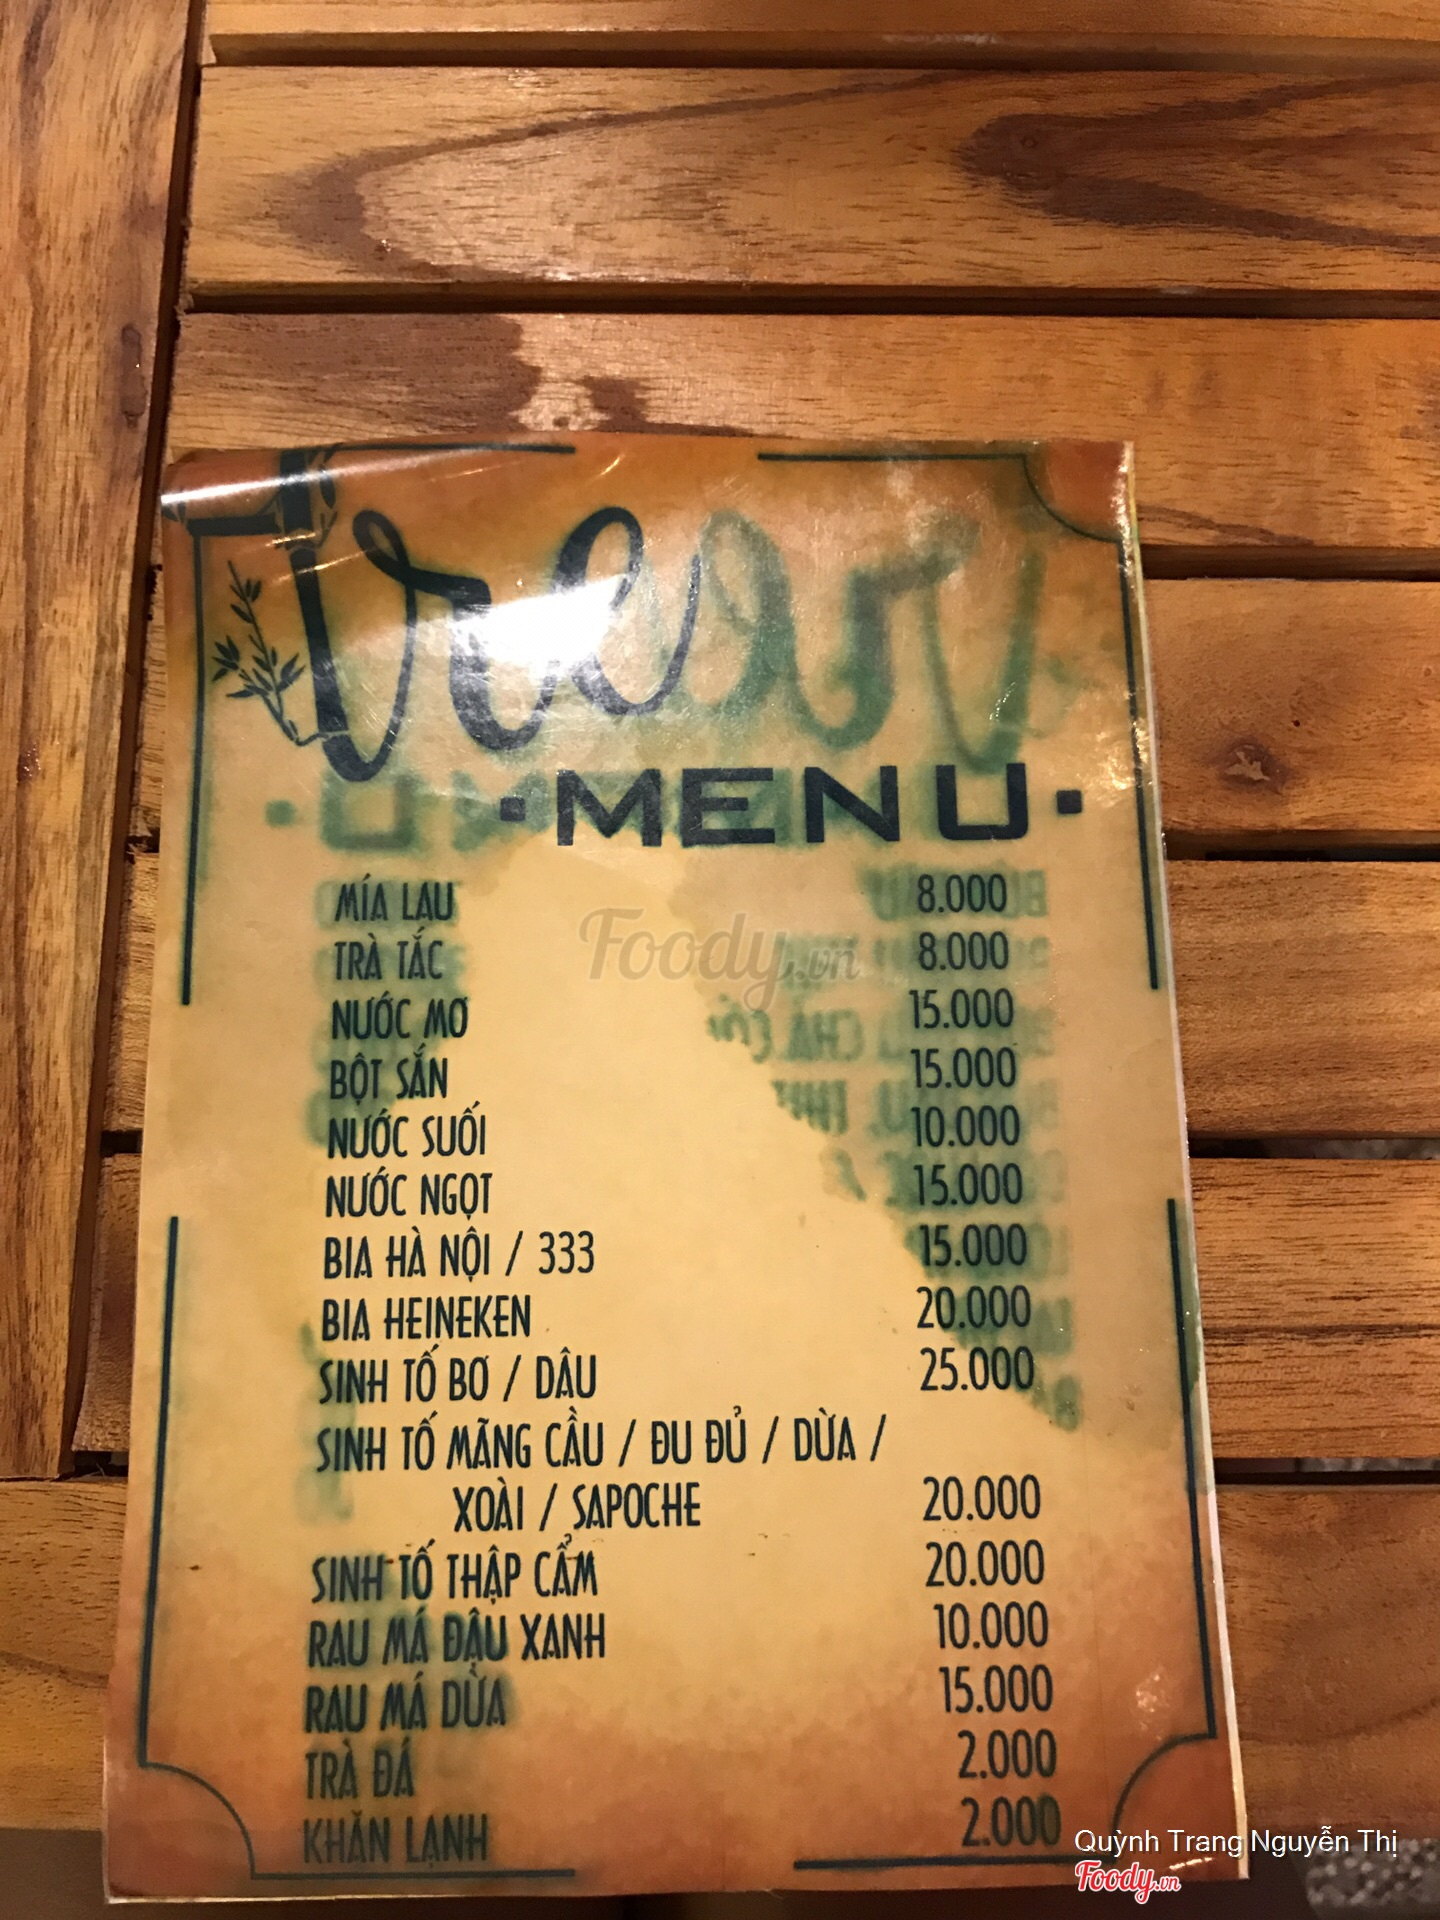 Tre
MENU
MÍA LAU 8.000
TRÀ TẮC 8.000
NƯỚC MƠ 15.000
BỘT SẮN 15.000
NƯỚC SUỐI 10.000
NƯỚC NGỌT 15.000
BIA HÀ NỘI / 333 15.000
BIA HEINEKEN 20.000
SINH TỐ BƠ / DÂU 25.000
SINH TỐ MÃNG CẦU / ĐU ĐỦ / DỪA /
XOÀI / SAPOCHE 20.000
SINH TỐ THẬP CẨM 20.000
RAU MÁ ĐẬU XANH 10.000
RAU MÁ DỪA 15.000
TRÀ ĐÁ 2.000
KHĂN LẠNH 2.000
Foody.vn
Quỳnh Trang Nguyễn Thị
Foody.vn